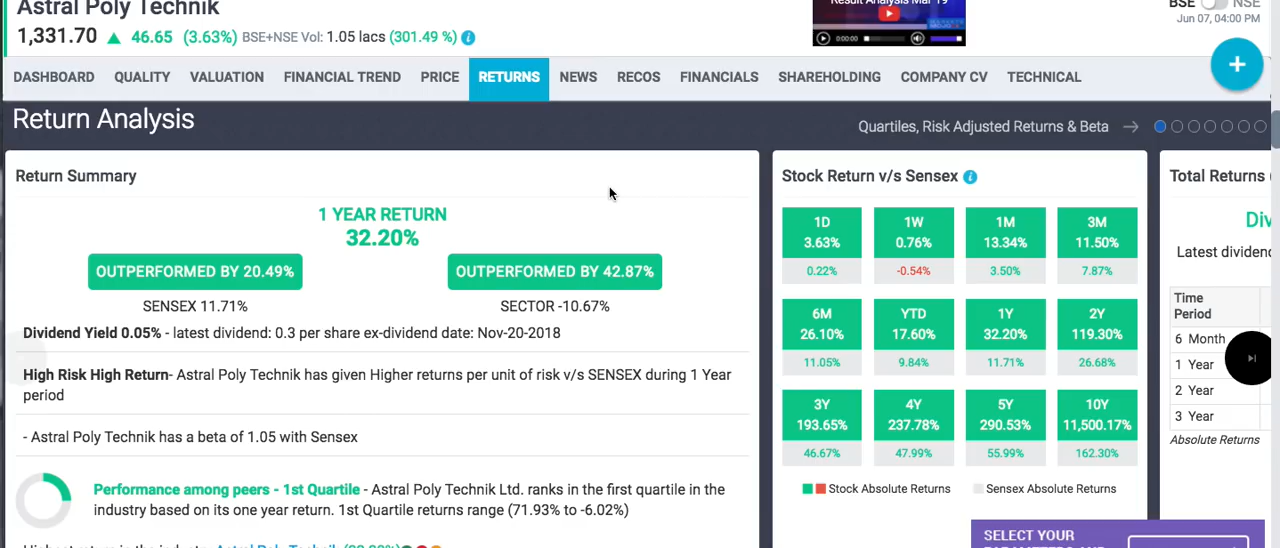 Astral Poly Technik
1,331.70 ▲ 46.65 (3.63%) BSE+NSE Vol: 1.05 lacs (301.49 %)
Result Analysis Mar 19
0:00:00
BSE NSE
Jun 07, 04:00 PM
+
DASHBOARD QUALITY VALUATION FINANCIAL TREND PRICE RETURNS NEWS RECOS FINANCIALS SHAREHOLDING COMPANY CV TECHNICAL
Return Analysis
Quartiles, Risk Adjusted Returns & Beta →
Return Summary
1 YEAR RETURN
32.20%
OUTPERFORMED BY 20.49% OUTPERFORMED BY 42.87%
SENSEX 11.71% SECTOR -10.67%
Dividend Yield 0.05% - latest dividend: 0.3 per share ex-dividend date: Nov-20-2018
High Risk High Return- Astral Poly Technik has given Higher returns per unit of risk v/s SENSEX during 1 Year
period
- Astral Poly Technik has a beta of 1.05 with Sensex
Performance among peers - 1st Quartile - Astral Poly Technik Ltd. ranks in the first quartile in the
industry based on its one year return. 1st Quartile returns range (71.93% to -6.02%)
Stock Return v/s Sensex
1D 1W 1M 3M
3.63% 0.76% 13.34% 11.50%
0.22% -0.54% 3.50% 7.87%
6M YTD 1Y 2Y
26.10% 17.60% 32.20% 119.30%
11.05% 9.84% 11.71% 26.68%
3Y 4Y 5Y 10Y
193.65% 237.78% 290.53% 11,500.17%
46.67% 47.99% 55.99% 162.30%
Stock Absolute Returns Sensex Absolute Returns
Total Returns
Div
Latest dividend
Time
Period
6 Month
1 Year
2 Year
3 Year
Absolute Returns
SELECT YOUR